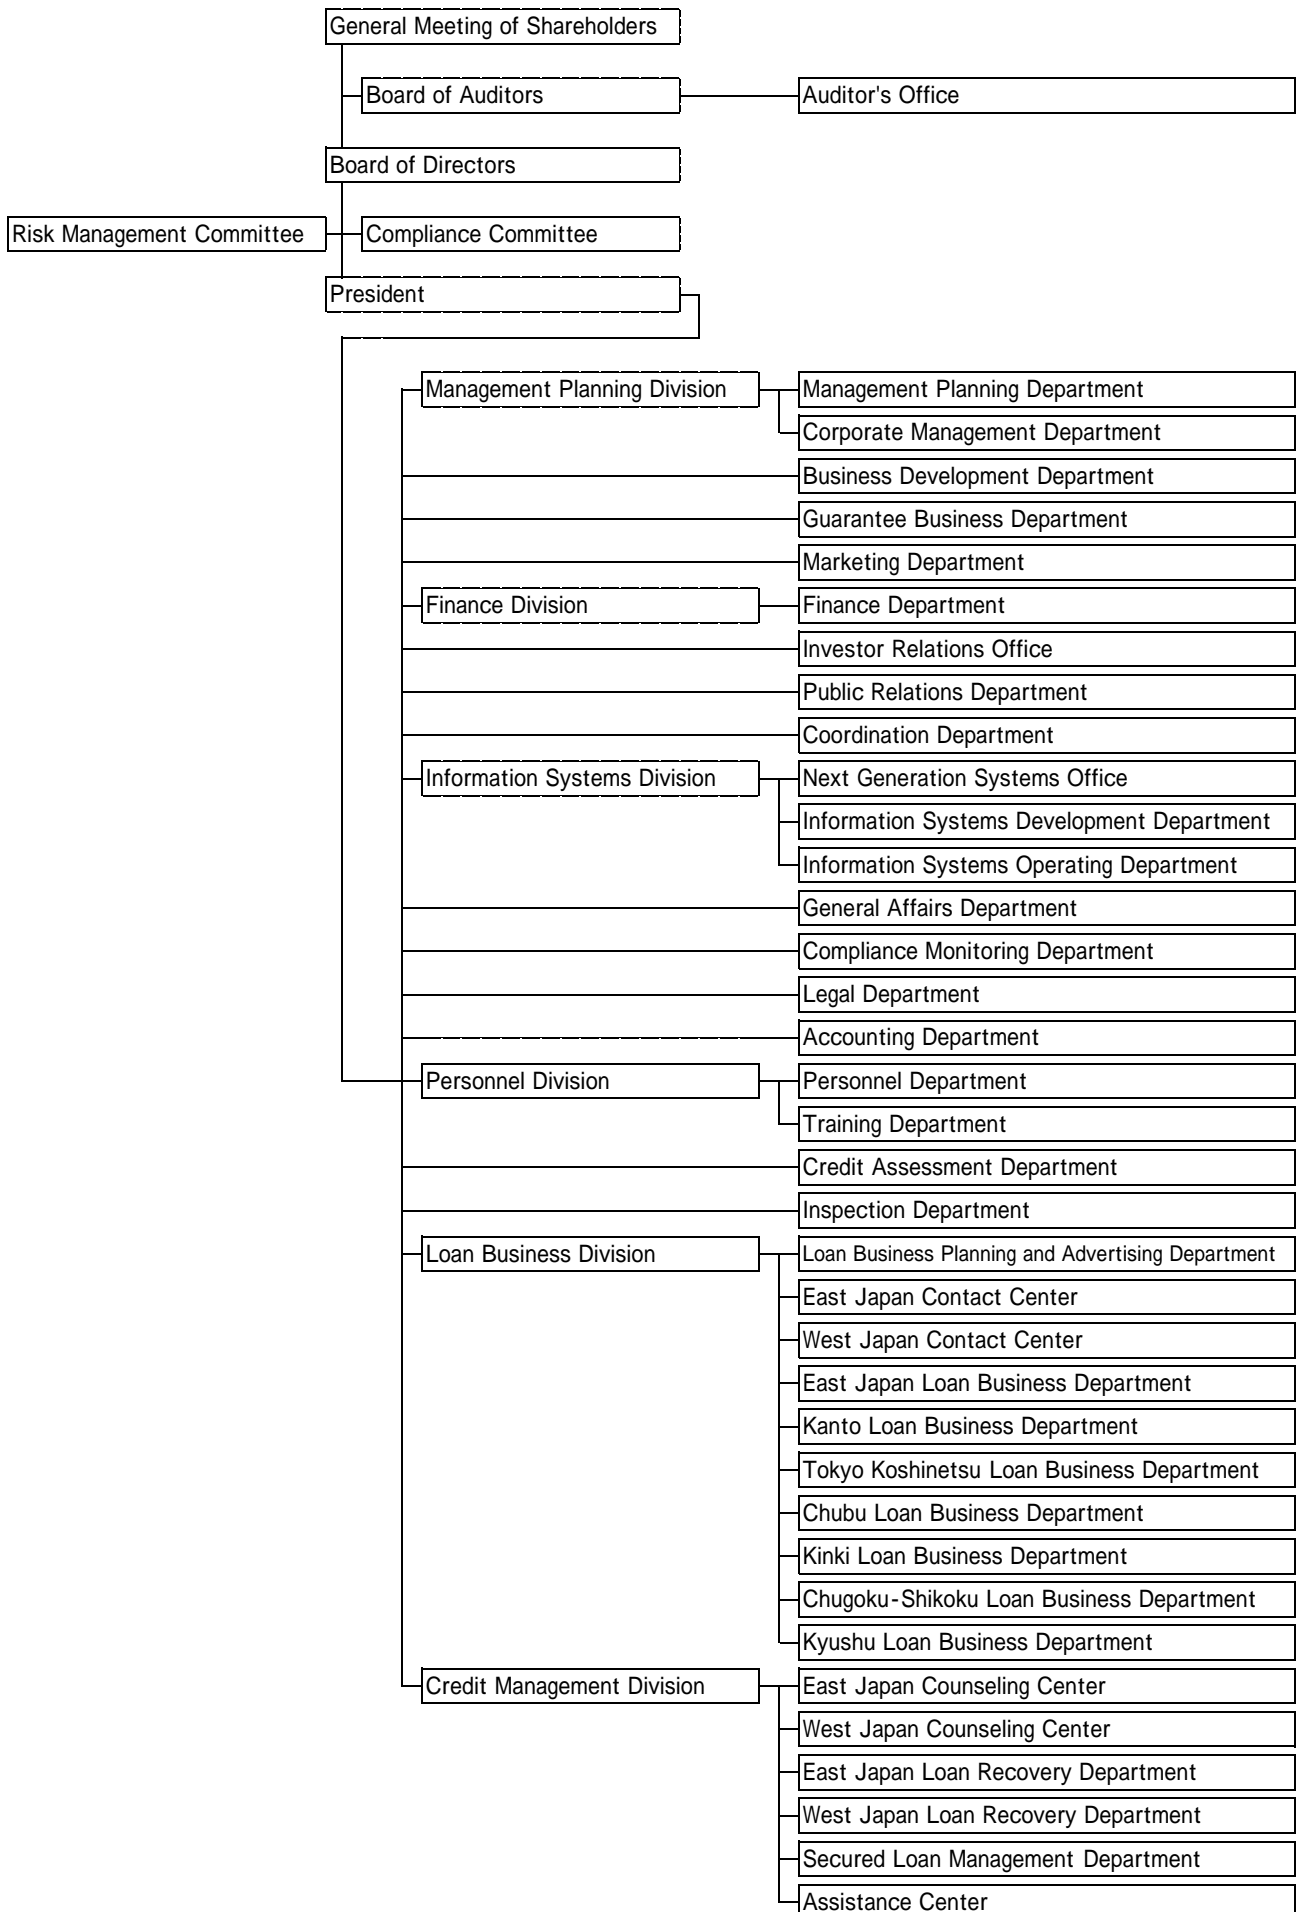 General Meeting of Shareholders
Board of Auditors
Auditor's Office
Board of Directors
Risk Management Committee
Compliance Committee
President
Management Planning Division
Management Planning Department
Corporate Management Department
Business Development Department
Guarantee Business Department
Marketing Department
Finance Division
Finance Department
Investor Relations Office
Public Relations Department
Coordination Department
Information Systems Division
Next Generation Systems Office
Information Systems Development Department
Information Systems Operating Department
General Affairs Department
Compliance Monitoring Department
Legal Department
Accounting Department
Personnel Division
Personnel Department
Training Department
Credit Assessment Department
Inspection Department
Loan Business Division
Loan Business Planning and Advertising Department
East Japan Contact Center
West Japan Contact Center
East Japan Loan Business Department
Kanto Loan Business Department
Tokyo Koshinetsu Loan Business Department
Chubu Loan Business Department
Kinki Loan Business Department
Chugoku-Shikoku Loan Business Department
Kyushu Loan Business Department
Credit Management Division
East Japan Counseling Center
West Japan Counseling Center
East Japan Loan Recovery Department
West Japan Loan Recovery Department
Secured Loan Management Department
Assistance Center